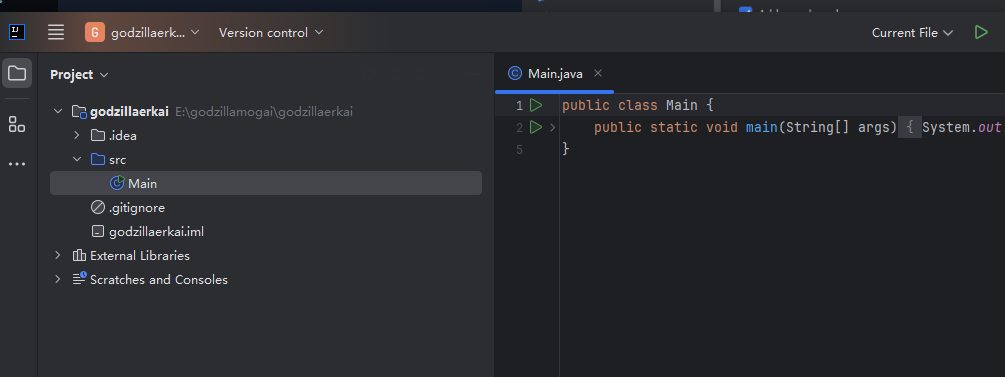 IJ
G godzillaerk... Version control Current File
Project
Main.java
godzillaerkai E:\godzillamogai\godzillaerkai
.idea
src
Main
.gitignore
godzillaerkai.iml
External Libraries
Scratches and Consoles
1 public class Main {
2 public static void main(String[] args) { System.out
5 }